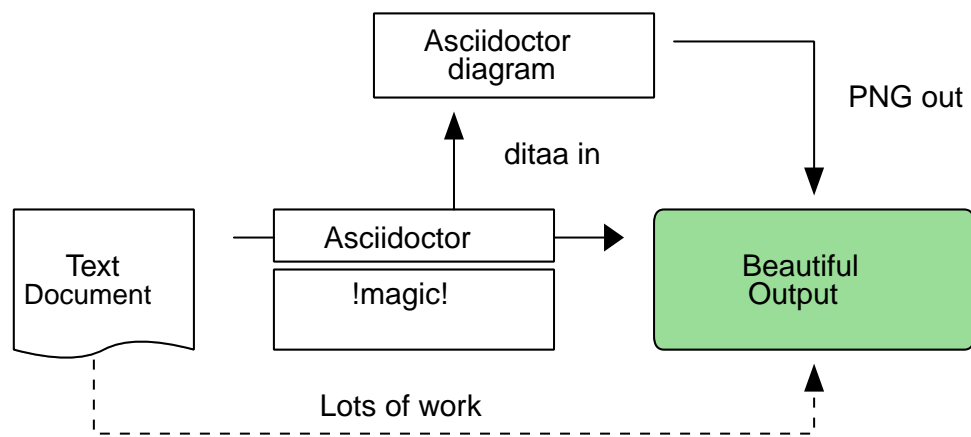 Asciidoctor
diagram
PNG out
ditaa in
Text
Document
Asciidoctor
!magic!
Beautiful
Output
Lots of work